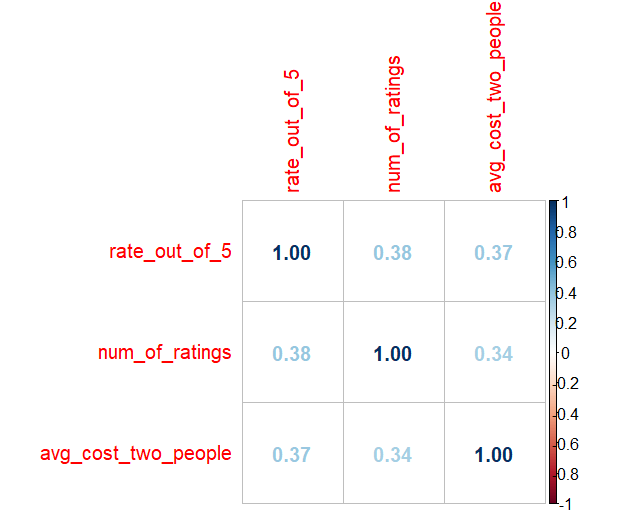 rate_out_of_5
num_of_ratings
avg_cost_two_people
rate_out_of_5 1.00 0.38 0.37
num_of_ratings 0.38 1.00 0.34
avg_cost_two_people 0.37 0.34 1.00
1
0.8
0.6
0.4
0.2
0
-0.2
-0.4
-0.6
-0.8
-1